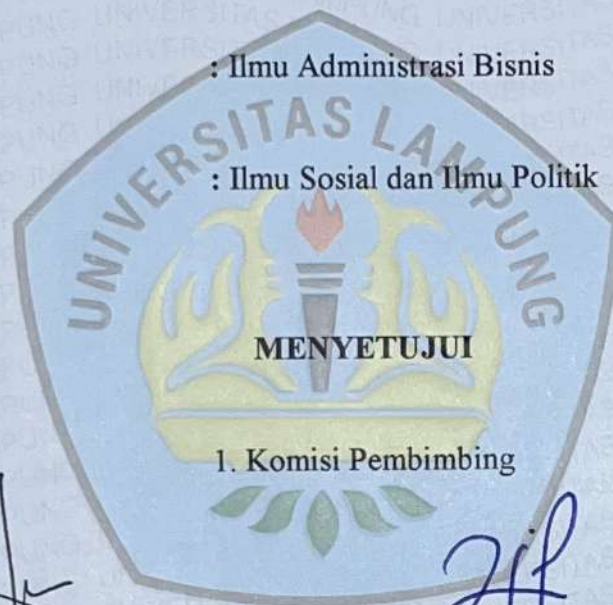 : Ilmu Administrasi Bisnis
UNIVERSITAS LAMPUNG
: Ilmu Sosial dan Ilmu Politik
MENYETUJUI
1. Komisi Pembimbing